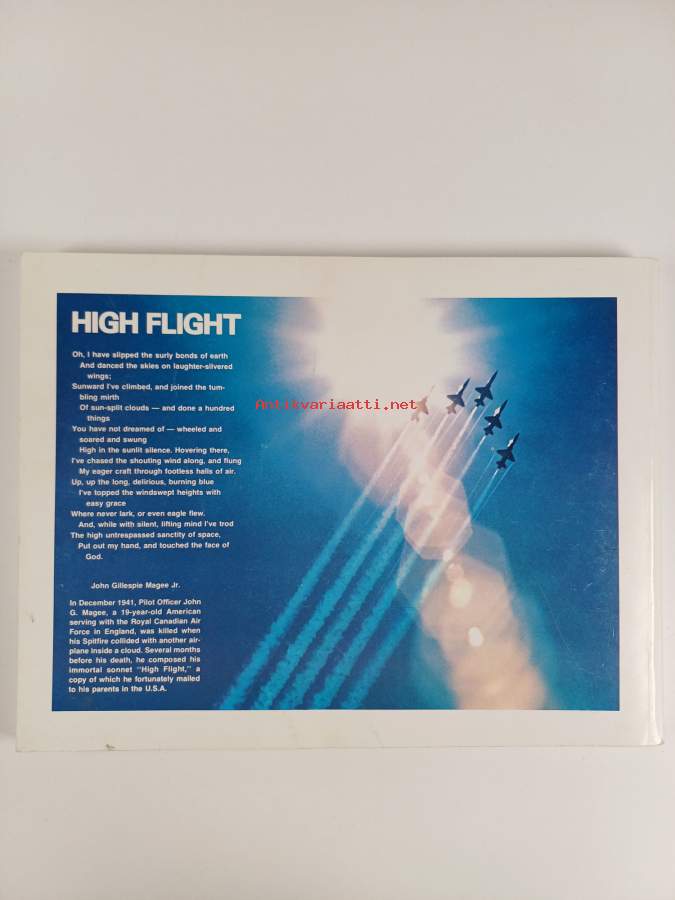 HIGH FLIGHT
Oh, I have slipped the surly bonds of earth
And danced the skies on laughter-silvered
wings;
Sunward I've climbed, and joined the tum-
bling mirth
Of sun-split clouds — and done a hundred
things
You have not dreamed of — wheeled and
soared and swung
High in the sunlit silence. Hovering there,
I've chased the shouting wind along, and flung
My eager craft through footless halls of air.
Up, up the long, delirious, burning blue
I've topped the windswept heights with
easy grace
Where never lark, or even eagle flew.
And, while with silent, lifting mind I've trod
The high untrespassed sanctity of space,
Put out my hand, and touched the face of
God.
John Gillespie Magee Jr.
In December 1941, Pilot Officer John
G. Magee, a 19-year-old American
serving with the Royal Canadian Air
Force in England, was killed when
his Spitfire collided with another air-
plane inside a cloud. Several months
before his death, he composed his
immortal sonnet "High Flight," a
copy of which he fortunately mailed
to his parents in the U.S.A.
Antikvariaatti.net